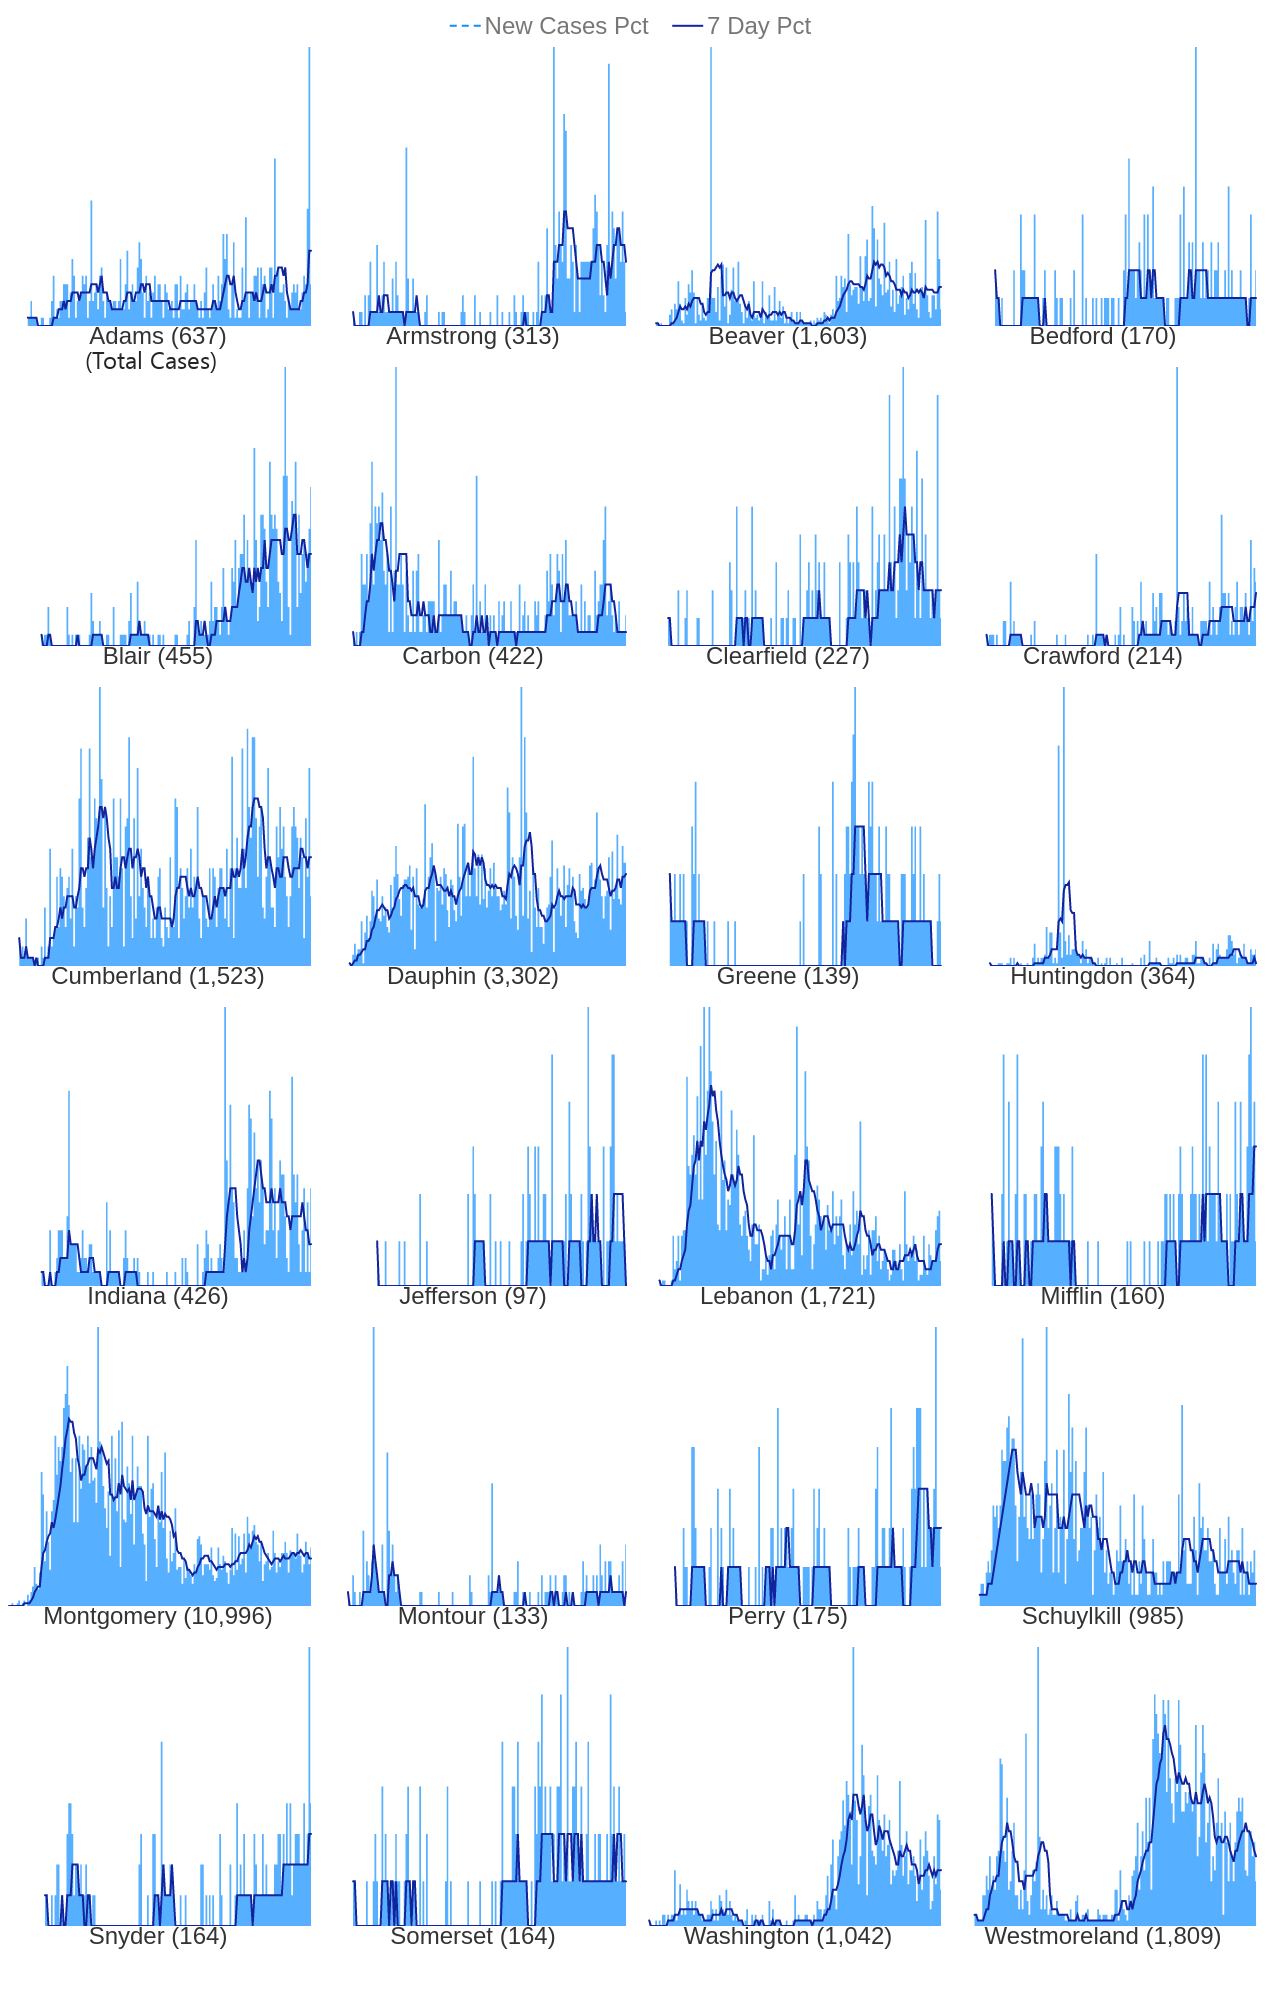 New Cases Pct 7 Day Pct
Adams (637) Armstrong (313) Beaver (1,603) Bedford (170)
(Total Cases)
Blair (455) Carbon (422) Clearfield (227) Crawford (214)
Cumberland (1,523) Dauphin (3,302) Greene (139) Huntingdon (364)
Indiana (426) Jefferson (97) Lebanon (1,721) Mifflin (160)
Montgomery (10,996) Montour (133) Perry (175) Schuylkill (985)
Snyder (164) Somerset (164) Washington (1,042) Westmoreland (1,809)